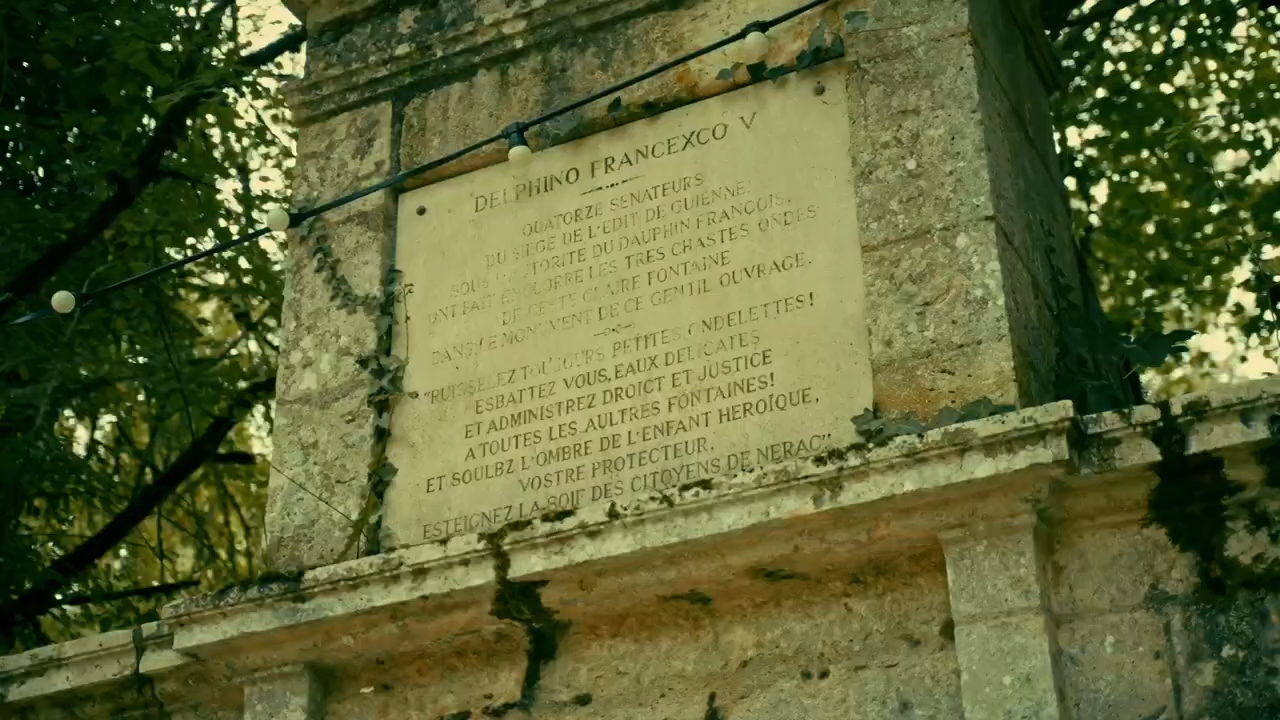 DELPHINO FRANCEXCO V
QUATORZE SENATEURS
DU SIEGE DE L'EDIT DE GUIENNE,
SOUS L'AUTORITE DU DAUPHIN FRANÇOIS,
ONT FAIT ENCLORRE LES TRES CHASTES ONDES
DE CESTE CLAIRE FONTAINE
DANS LE MONUMENT DE CE GENTIL OUVRAGE.
"RUISSELEZ TOUJOURS PETITES ONDELETTES!
ESBATTEZ VOUS, EAUX DELICATES
ET ADMINISTREZ DROICT ET JUSTICE
A TOUTES LES AULTRES FONTAINES!
ET SOULBZ L'OMBRE DE L'ENFANT HEROÏQUE,
VOSTRE PROTECTEUR,
ESTEIGNEZ LA SOIF DES CITOYENS DE NERAC"